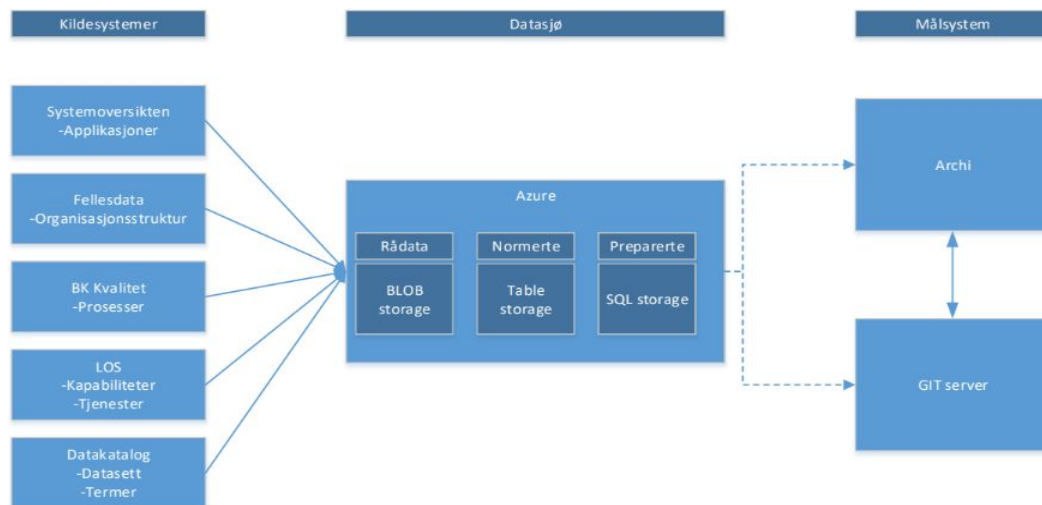 Kildesystemer
Datasjø
Målsystem
Systemoversikten
-Applikasjoner
Fellesdata
-Organisasjonsstruktur
BK Kvalitet
-Prosesser
LOS
-Kapabiliteter
-Tjenester
Datakatalog
-Datasett
-Termer
Azure
Rådata
Normerte
Preparerte
BLOB
storage
Table
storage
SQL storage
Archi
GIT server